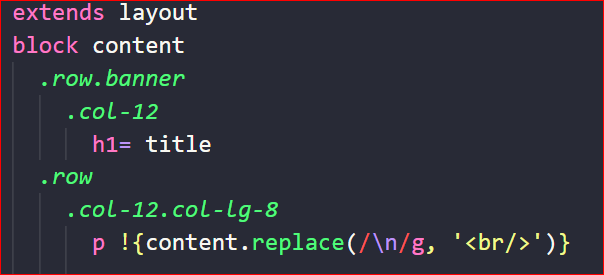 extends layout
block content
.row.banner
.col-12
h1= title
.row
.col-12.col-lg-8
p !{content.replace(/\n/g, '<br/>')}